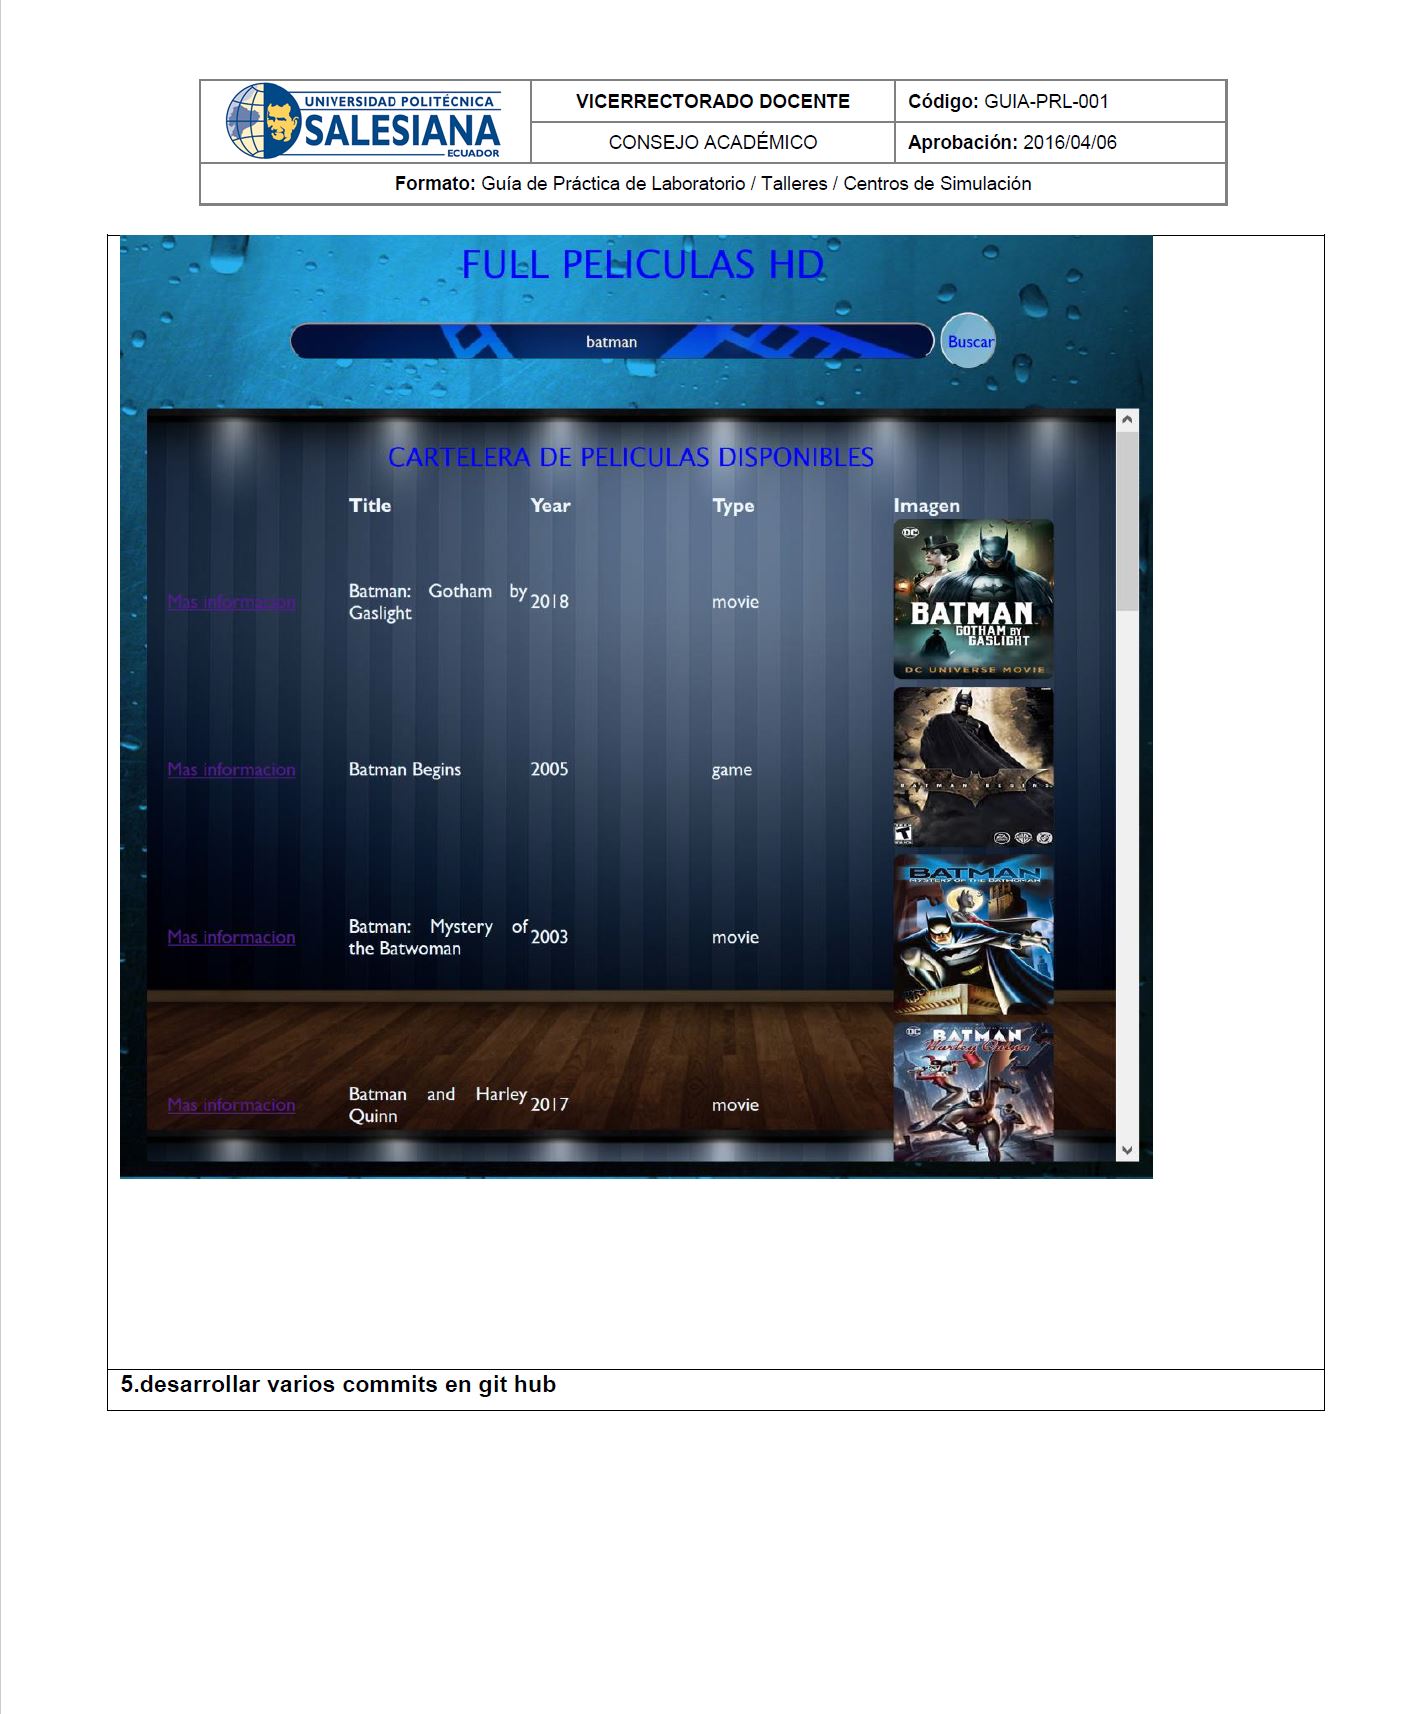 UNIVERSIDAD POLITÉCNICA
SALESIANA
ECUADOR
VICERRECTORADO DOCENTE
Código: GUIA-PRL-001
CONSEJO ACADÉMICO
Aprobación: 2016/04/06
Formato: Guía de Práctica de Laboratorio / Talleres / Centros de Simulación
FULL PELICULAS HD
batman
Buscar
CARTELERA DE PELICULAS DISPONIBLES
Title Year Type Imagen
Mas informacion
Batman: Gotham by
Gaslight
2018
movie
DC
BATMAN
GOTHAM BY
GASLIGHT
DC UNIVERSE MOVIE
Mas informacion
Batman Begins
2005
game
BATMAN BEGINS
T
Mas informacion
Batman: Mystery of
the Batwoman
2003
movie
BATMAN
MYSTERY OF THE BATWOMAN
Mas informacion
Batman and Harley
Quinn
2017
movie
DC
BATMAN
Harley Quinn
5.desarrollar varios commits en git hub